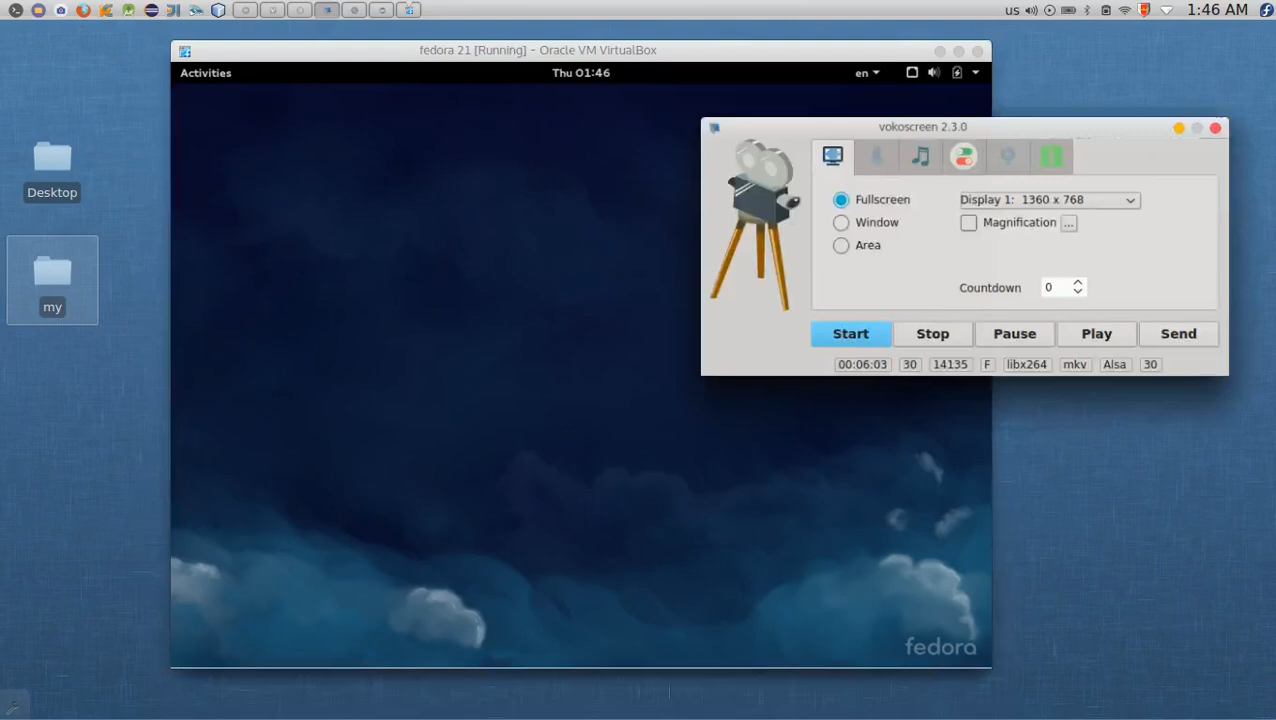 us
1:46 AM
fedora 21 [Running] - Oracle VM VirtualBox
Activities
Thu 01:46
en
Desktop
my
vokoscreen 2.3.0
Fullscreen
Display 1: 1360 x 768
Window
Magnification ...
Area
Countdown 0
Start Stop Pause Play Send
00:06:03 30 14135 F libx264 mkv Alsa 30
fedora